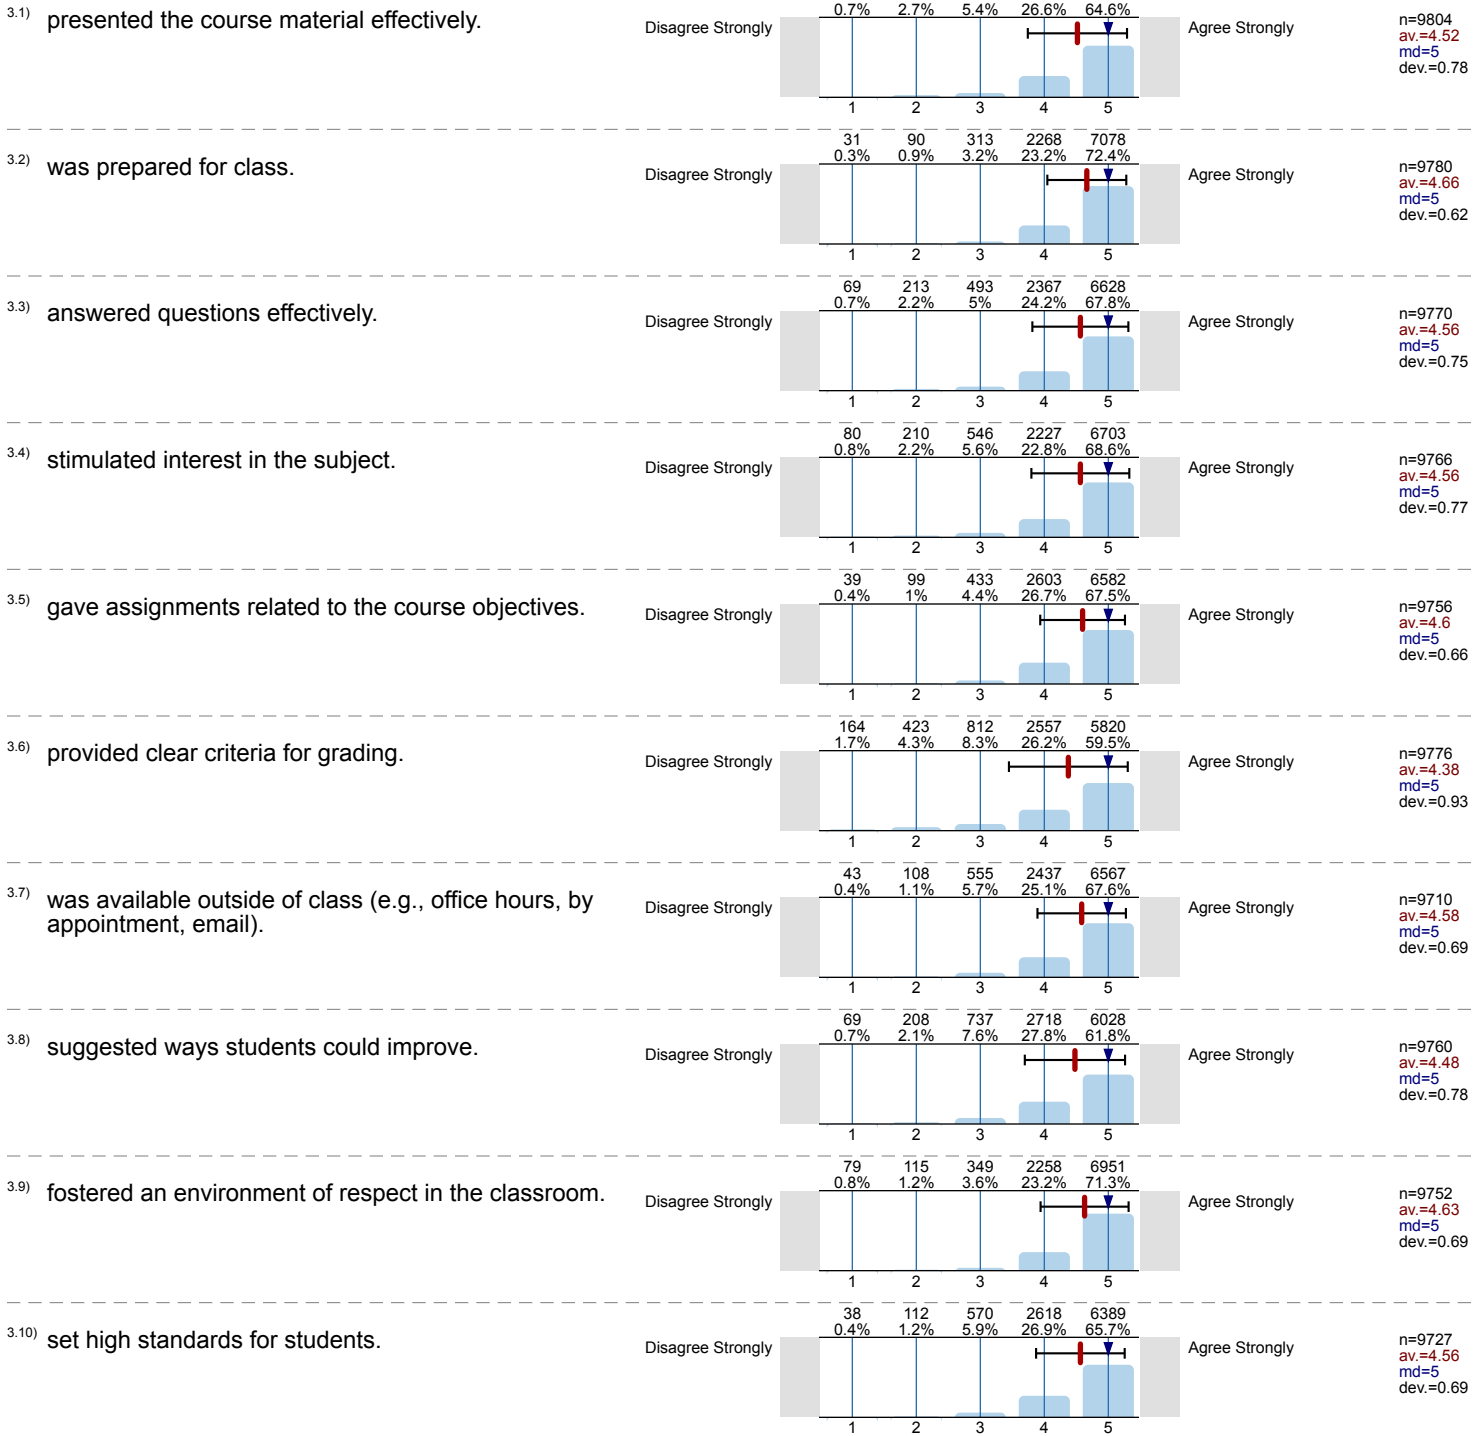 3.1) presented the course material effectively.
Disagree Strongly
0.7% 2.7% 5.4% 26.6% 64.6%
1 2 3 4 5
Agree Strongly
n=9804
av.=4.52
md=5
dev.=0.78
3.2) was prepared for class.
Disagree Strongly
31 90 313 2268 7078
0.3% 0.9% 3.2% 23.2% 72.4%
1 2 3 4 5
Agree Strongly
n=9780
av.=4.66
md=5
dev.=0.62
3.3) answered questions effectively.
Disagree Strongly
69 213 493 2367 6628
0.7% 2.2% 5% 24.2% 67.8%
1 2 3 4 5
Agree Strongly
n=9770
av.=4.56
md=5
dev.=0.75
3.4) stimulated interest in the subject.
Disagree Strongly
80 210 546 2227 6703
0.8% 2.2% 5.6% 22.8% 68.6%
1 2 3 4 5
Agree Strongly
n=9766
av.=4.56
md=5
dev.=0.77
3.5) gave assignments related to the course objectives.
Disagree Strongly
39 99 433 2603 6582
0.4% 1% 4.4% 26.7% 67.5%
1 2 3 4 5
Agree Strongly
n=9756
av.=4.6
md=5
dev.=0.66
3.6) provided clear criteria for grading.
Disagree Strongly
164 423 812 2557 5820
1.7% 4.3% 8.3% 26.2% 59.5%
1 2 3 4 5
Agree Strongly
n=9776
av.=4.38
md=5
dev.=0.93
3.7) was available outside of class (e.g., office hours, by
appointment, email).
Disagree Strongly
43 108 555 2437 6567
0.4% 1.1% 5.7% 25.1% 67.6%
1 2 3 4 5
Agree Strongly
n=9710
av.=4.58
md=5
dev.=0.69
3.8) suggested ways students could improve.
Disagree Strongly
69 208 737 2718 6028
0.7% 2.1% 7.6% 27.8% 61.8%
1 2 3 4 5
Agree Strongly
n=9760
av.=4.48
md=5
dev.=0.78
3.9) fostered an environment of respect in the classroom.
Disagree Strongly
79 115 349 2258 6951
0.8% 1.2% 3.6% 23.2% 71.3%
1 2 3 4 5
Agree Strongly
n=9752
av.=4.63
md=5
dev.=0.69
3.10) set high standards for students.
Disagree Strongly
38 112 570 2618 6389
0.4% 1.2% 5.9% 26.9% 65.7%
1 2 3 4 5
Agree Strongly
n=9727
av.=4.56
md=5
dev.=0.69